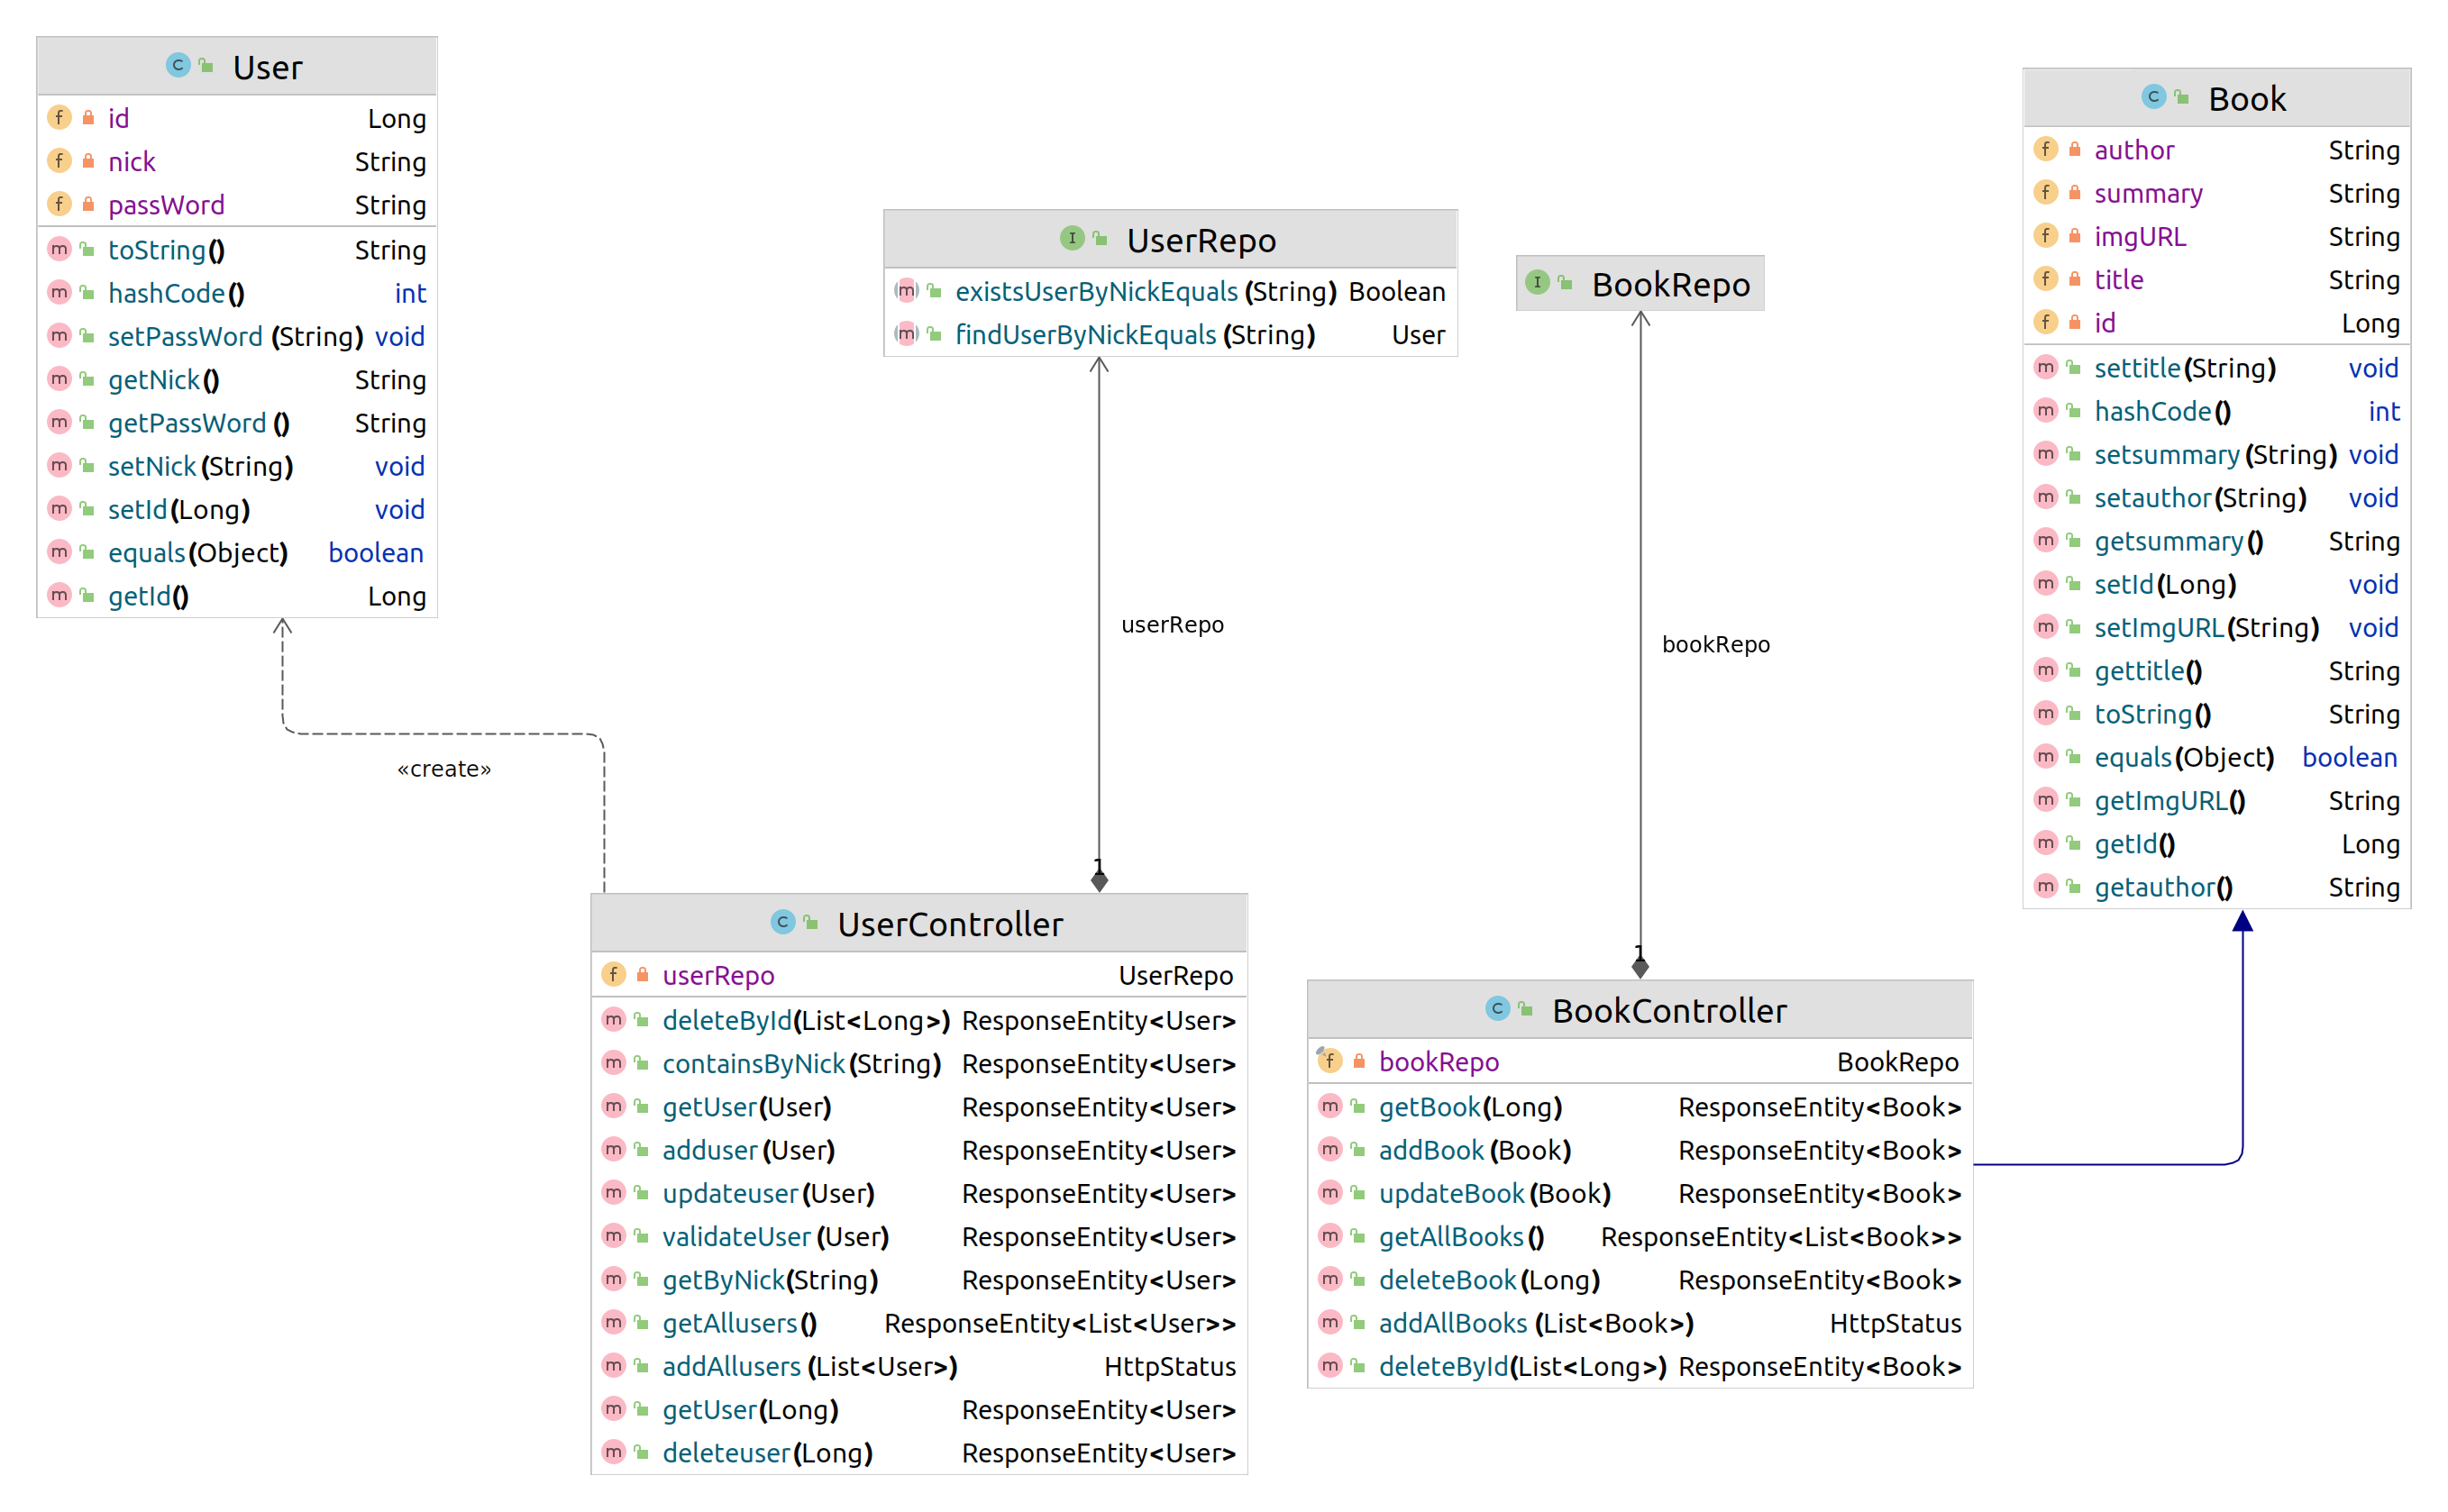 User
id Long
nick String
passWord String
toString() String
hashCode() int
setPassWord (String) void
getNick() String
getPassWord () String
setNick(String) void
setId(Long) void
equals(Object) boolean
getId() Long
«create»
UserRepo
existsUserByNickEquals (String) Boolean
findUserByNickEquals (String) User
userRepo
1
BookRepo
bookRepo
1
Book
author String
summary String
imgURL String
title String
id Long
settitle(String) void
hashCode() int
setsummary (String) void
setauthor(String) void
getsummary () String
setId(Long) void
setImgURL(String) void
gettitle() String
toString() String
equals(Object) boolean
getImgURL() String
getId() Long
getauthor() String
UserController
userRepo UserRepo
deleteById(List<Long>) ResponseEntity<User>
containsByNick(String) ResponseEntity<User>
getUser(User) ResponseEntity<User>
adduser (User) ResponseEntity<User>
updateuser (User) ResponseEntity<User>
validateUser (User) ResponseEntity<User>
getByNick(String) ResponseEntity<User>
getAllusers() ResponseEntity<List<User>>
addAllusers (List<User>) HttpStatus
getUser(Long) ResponseEntity<User>
deleteuser(Long) ResponseEntity<User>
BookController
bookRepo BookRepo
getBook(Long) ResponseEntity<Book>
addBook (Book) ResponseEntity<Book>
updateBook (Book) ResponseEntity<Book>
getAllBooks () ResponseEntity<List<Book>>
deleteBook (Long) ResponseEntity<Book>
addAllBooks (List<Book>) HttpStatus
deleteById(List<Long>) ResponseEntity<Book>